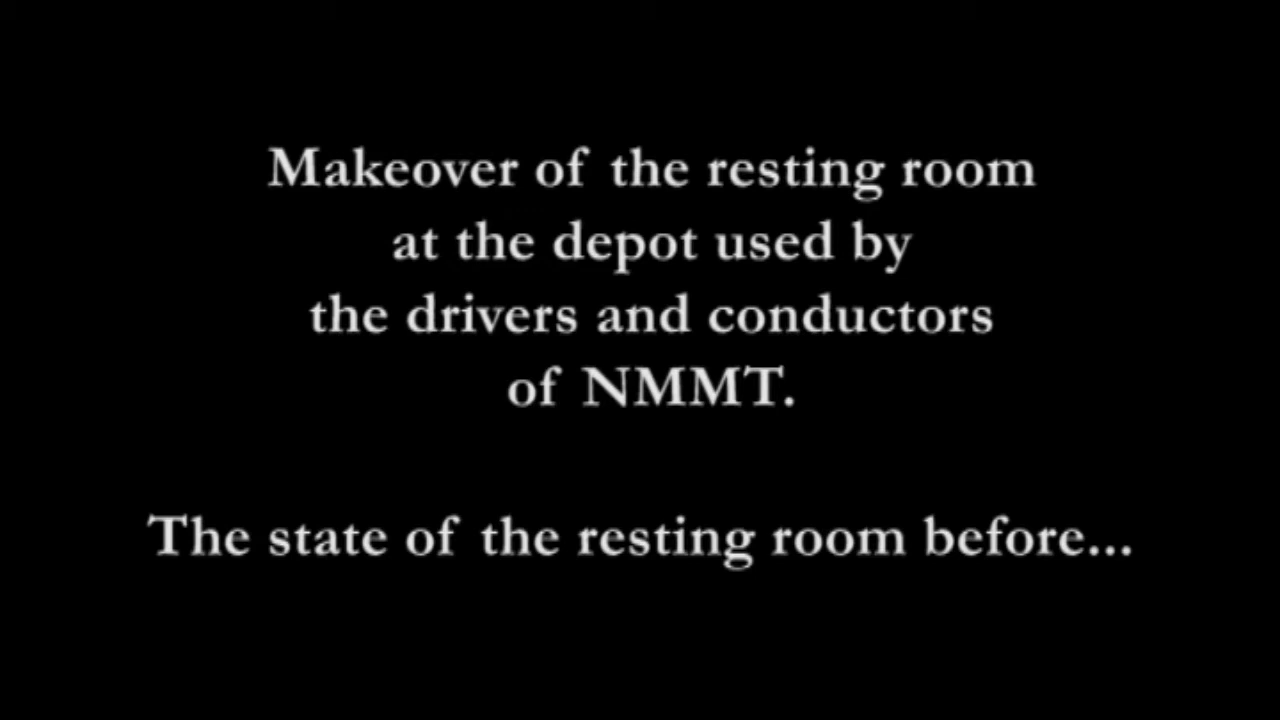 Makeover of the resting room
at the depot used by
the drivers and conductors
of NMMT.
The state of the resting room before...